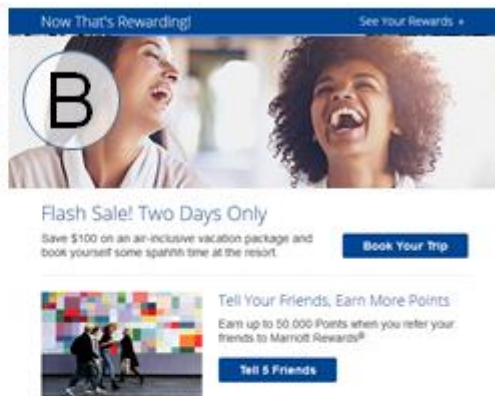 Now That's Rewarding!
See Your Rewards
B
Flash Sale! Two Days Only
Save $100 on an air-inclusive vacation package and
book yourself some spahhh time at the resort.
Book Your Trip
Tell Your Friends, Earn More Points
Earn up to 50,000 Points when you refer your
friends to Marriott Rewards®
Tell 5 Friends